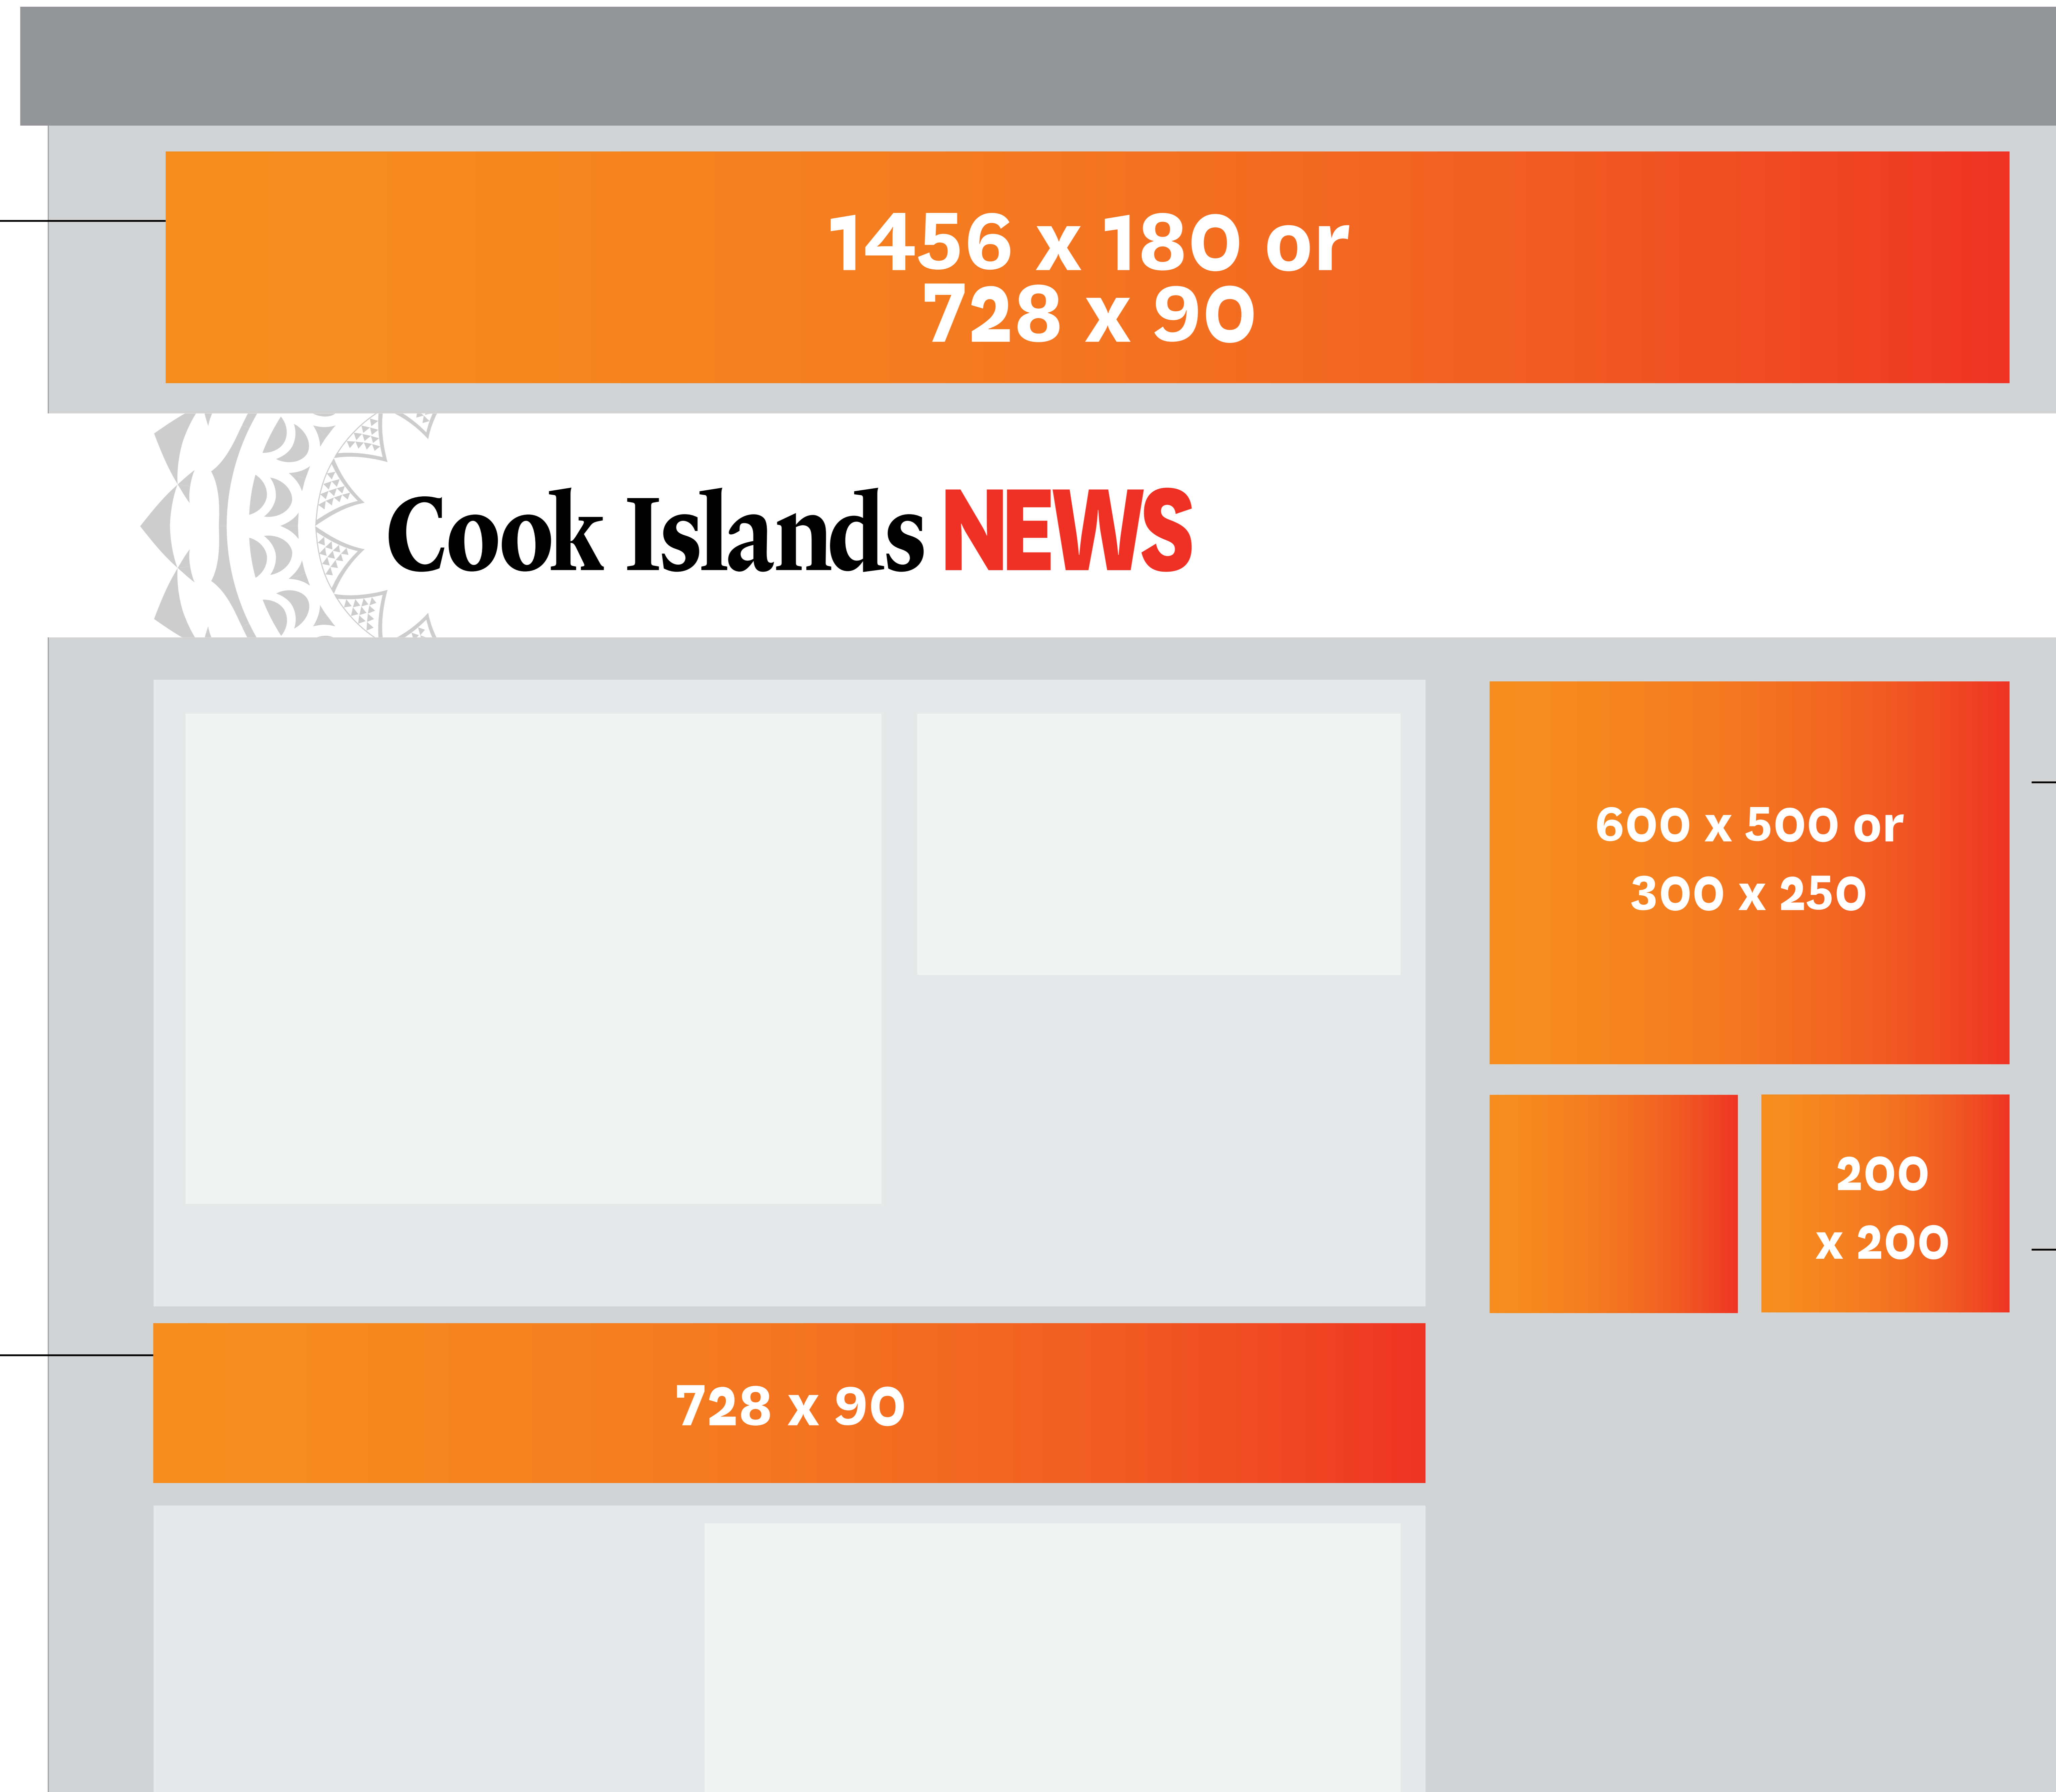 1456 x 180 or
728 x 90
Cook Islands NEWS
600 x 500 or
300 x 250
200
x 200
728 x 90